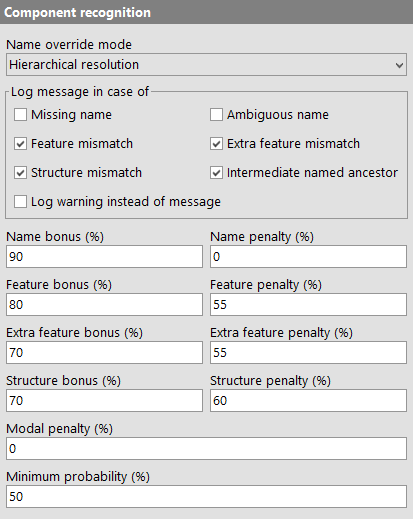 Component recognition
Name override mode
Hierarchical resolution
Log message in case of
Missing name Ambiguous name
Feature mismatch Extra feature mismatch
Structure mismatch Intermediate named ancestor
Log warning instead of message
Name bonus (%) Name penalty (%)
90 0
Feature bonus (%) Feature penalty (%)
80 55
Extra feature bonus (%) Extra feature penalty (%)
70 55
Structure bonus (%) Structure penalty (%)
70 60
Modal penalty (%)
0
Minimum probability (%)
50